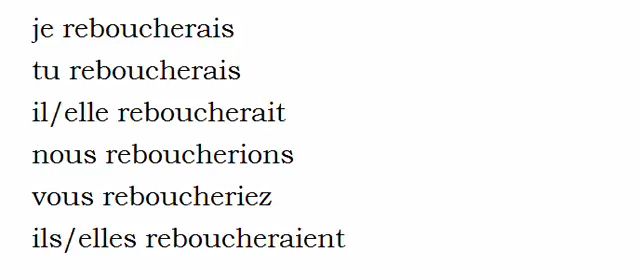 je reboucherais
tu reboucherais
il/elle reboucherait
nous reboucherions
vous reboucheriez
ils/elles reboucheraient